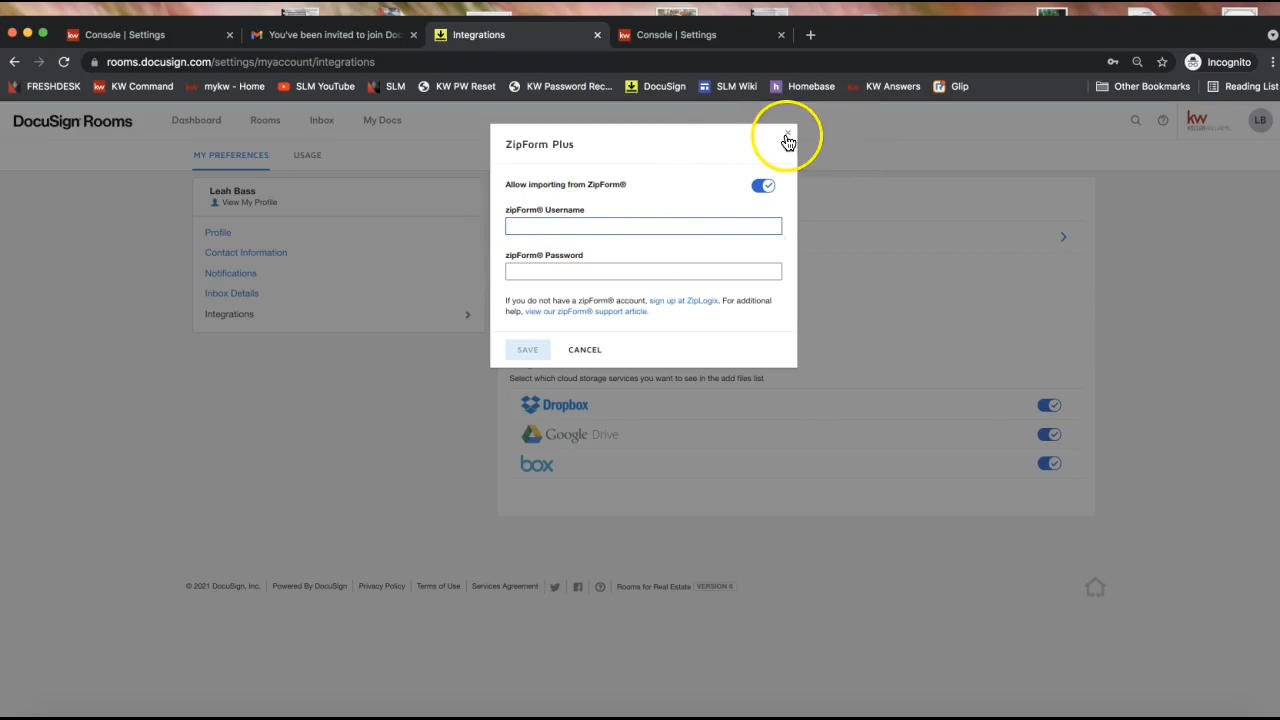 Console | Settings
You've been invited to join Doc
Integrations
Console | Settings
rooms.docusign.com/settings/myaccount/integrations
Incognito
FRESHDESK
KW Command
mykw - Home
SLM YouTube
SLM
KW PW Reset
KW Password Rec...
DocuSign
SLM Wiki
Homebase
KW Answers
Glip
Other Bookmarks
Reading List
DocuSign Rooms
Dashboard
Rooms
Inbox
My Docs
kw
KELLERWILLIAMS
LB
MY PREFERENCES
USAGE
Leah Bass
View My Profile
Profile
Contact Information
Notifications
Inbox Details
Integrations
ZipForm Plus
Allow importing from ZipForm®
zipForm® Username
zipForm® Password
If you do not have a zipForm® account, sign up at ZipLogix. For additional
help, view our zipForm® support article.
SAVE
CANCEL
Select which cloud storage services you want to see in the add files list
Dropbox
Google Drive
box
© 2021 DocuSign, Inc.
Powered By DocuSign
Privacy Policy
Terms of Use
Services Agreement
Rooms for Real Estate
VERSION 6